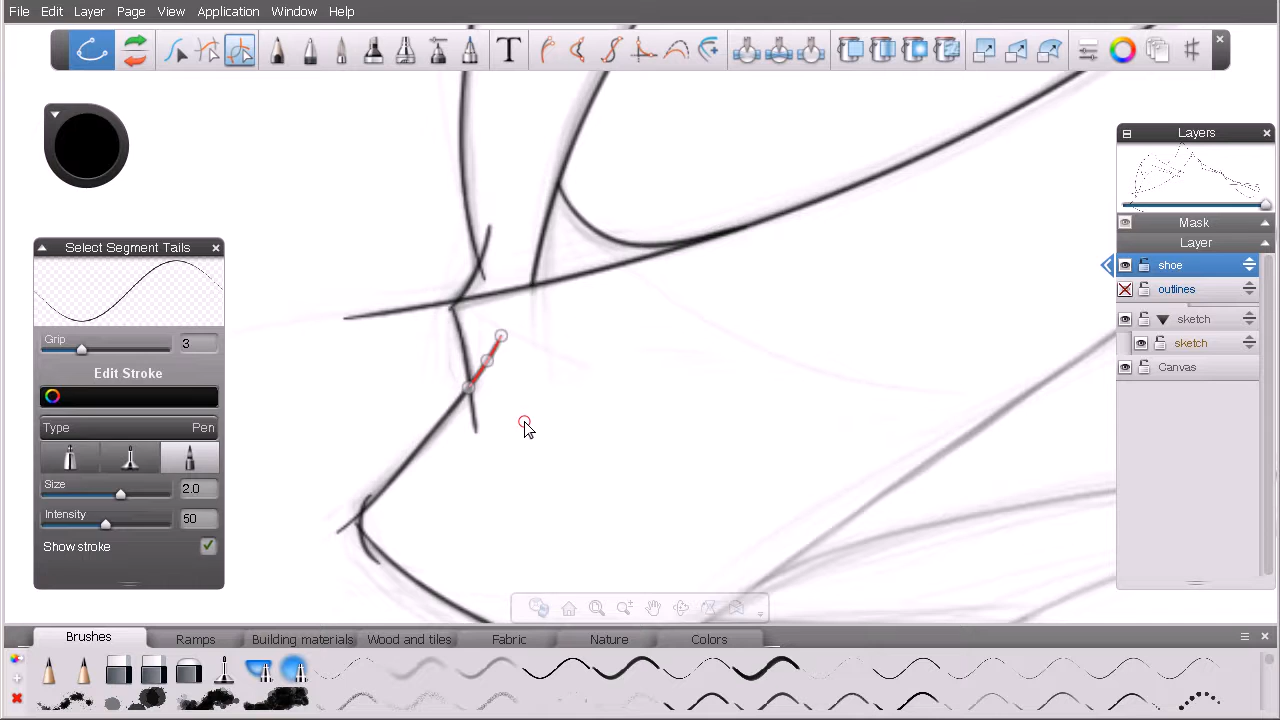 File Edit Layer Page View Application Window Help
T
Layers
Mask
Layer
shoe
outlines
sketch
sketch
Canvas
Select Segment Tails
Grip 3
Edit Stroke
Type Pen
Size 2.0
Intensity 50
Show stroke
Brushes Ramps Building materials Wood and tiles Fabric Nature Colors